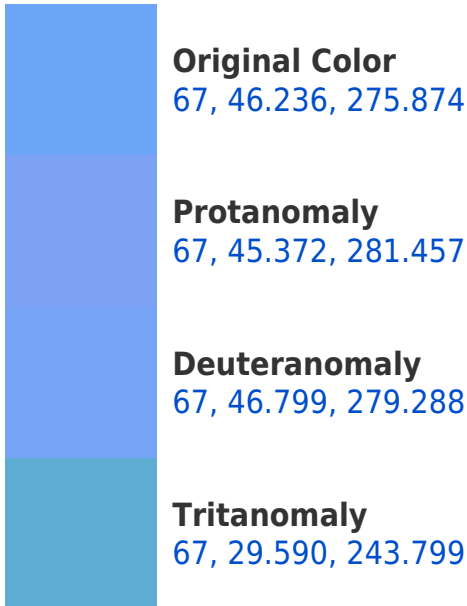 Original Color
67, 46.236, 275.874
Protanomaly
67, 45.372, 281.457
Deuteranomaly
67, 46.799, 279.288
Tritanomaly
67, 29.590, 243.799